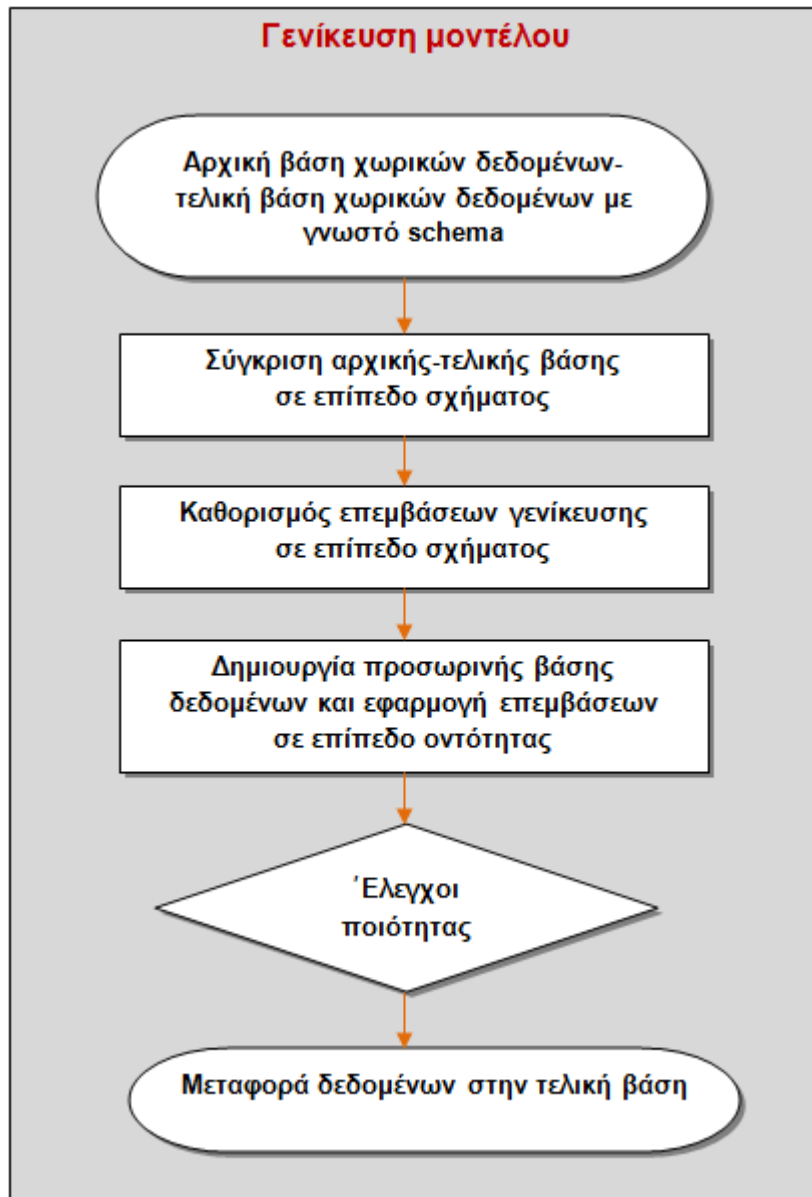 Γενίκευση μοντέλου
Αρχική βάση χωρικών δεδομένων-
τελική βάση χωρικών δεδομένων με
γνωστό schema
Σύγκριση αρχικής-τελικής βάσης
σε επίπεδο σχήματος
Καθορισμός επεμβάσεων γενίκευσης
σε επίπεδο σχήματος
Δημιουργία προσωρινής βάσης
δεδομένων και εφαρμογή επεμβάσεων
σε επίπεδο οντότητας
΄Ελεγχοι
ποιότητας
Μεταφορά δεδομένων στην τελική βάση